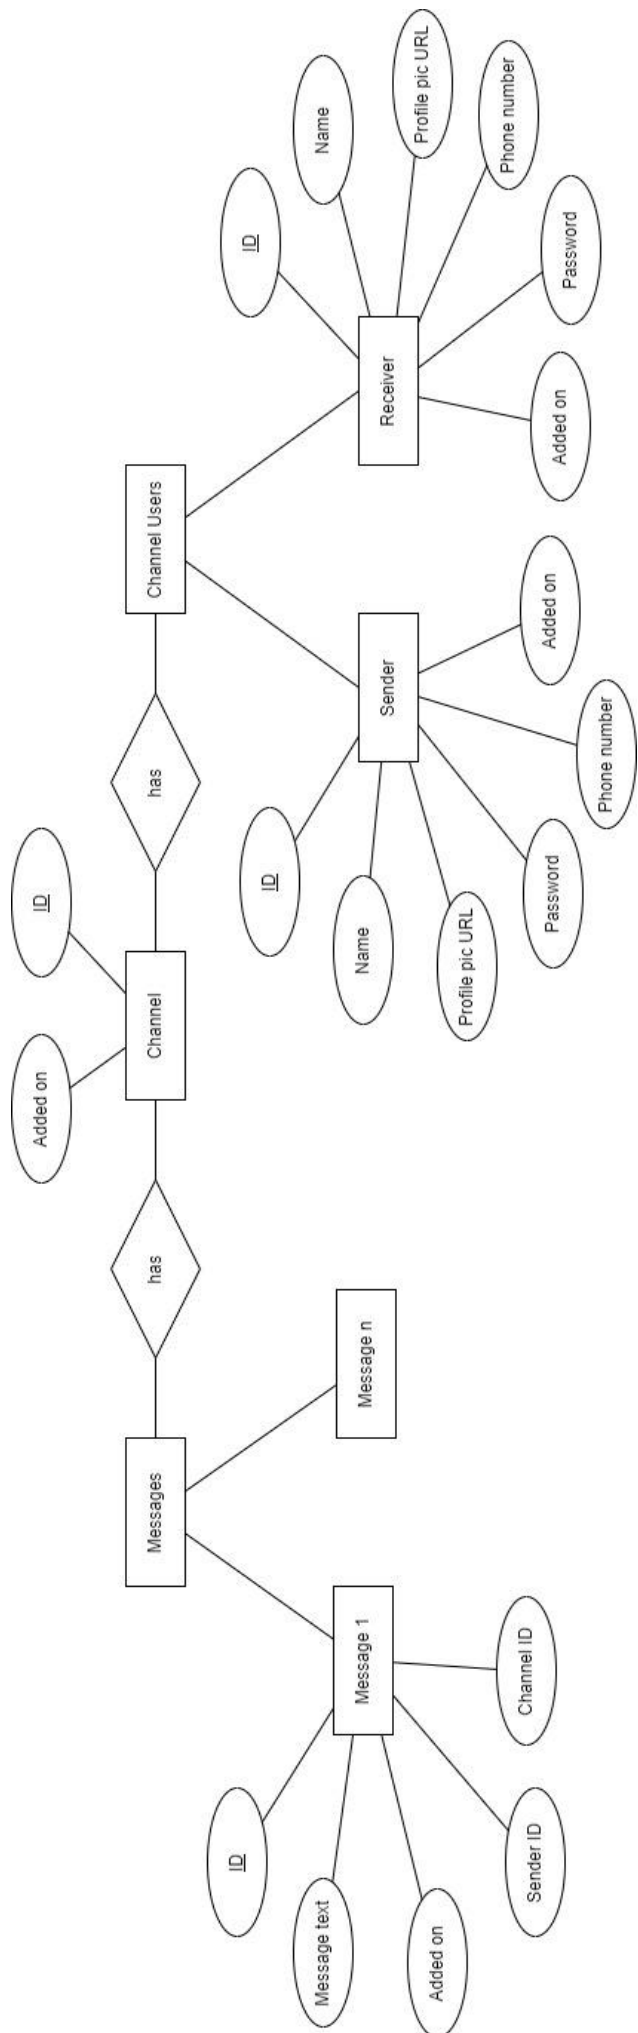 Added on
ID
Messages
has
Channel
has
Channel Users
Message 1
Message n
Sender
Receiver
ID
Message text
Added on
Sender ID
Channel ID
ID
Name
Profile pic URL
Password
Phone number
Added on
ID
Name
Profile pic URL
Phone number
Password
Added on